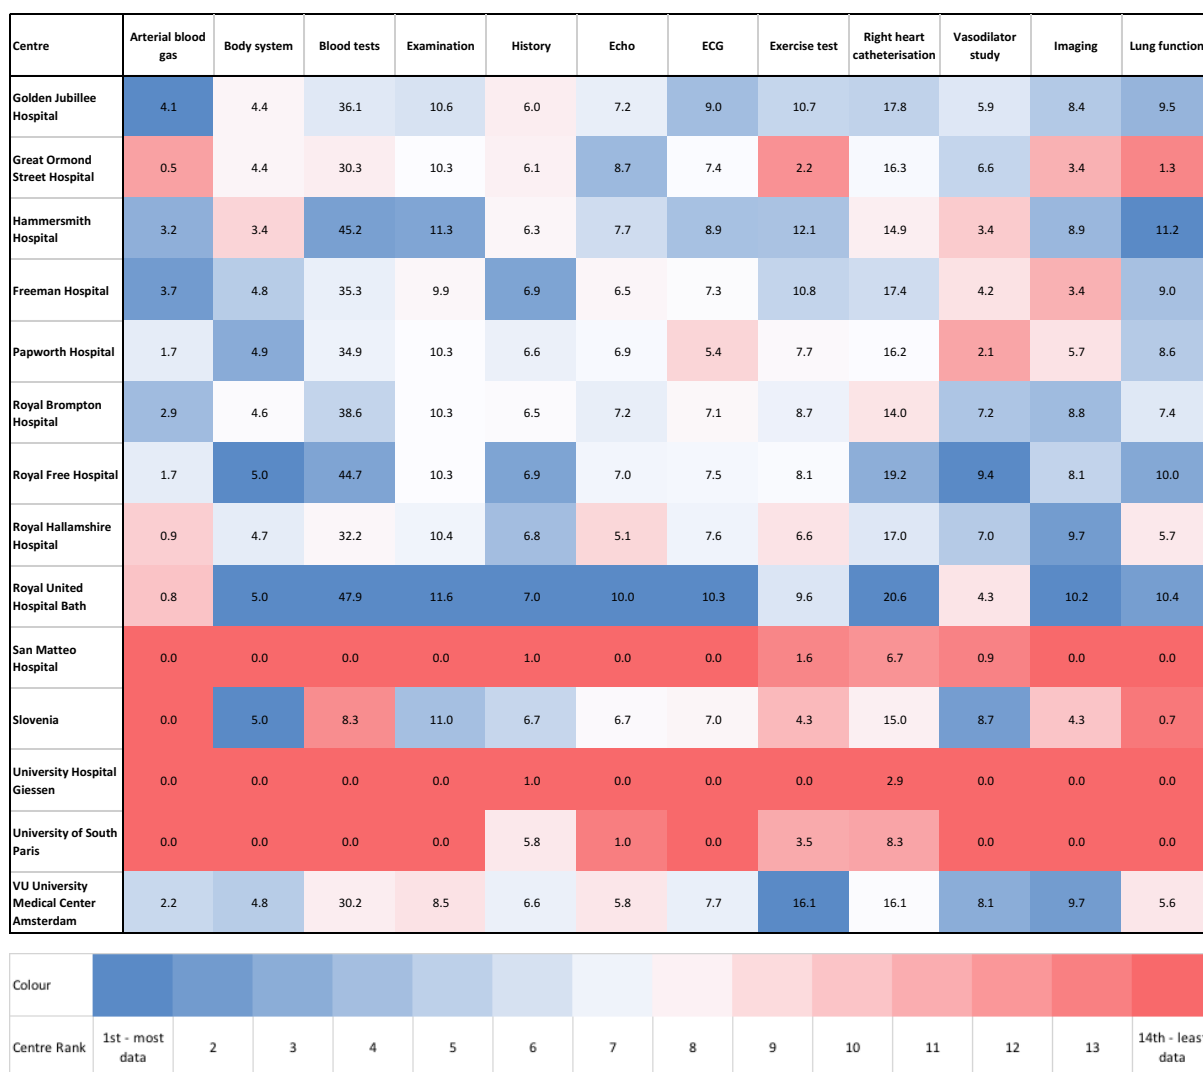 Centre Arterial blood gas Body system Blood tests Examination History Echo ECG Exercise test Right heart catheterisation Vasodilator study Imaging Lung function
Golden Jubillee Hospital 4.1 4.4 36.1 10.6 6.0 7.2 9.0 10.7 17.8 5.9 8.4 9.5
Great Ormond Street Hospital 0.5 4.4 30.3 10.3 6.1 8.7 7.4 2.2 16.3 6.6 3.4 1.3
Hammersmith Hospital 3.2 3.4 45.2 11.3 6.3 7.7 8.9 12.1 14.9 3.4 8.9 11.2
Freeman Hospital 3.7 4.8 35.3 9.9 6.9 6.5 7.3 10.8 17.4 4.2 3.4 9.0
Papworth Hospital 1.7 4.9 34.9 10.3 6.6 6.9 5.4 7.7 16.2 2.1 5.7 8.6
Royal Brompton Hospital 2.9 4.6 38.6 10.3 6.5 7.2 7.1 8.7 14.0 7.2 8.8 7.4
Royal Free Hospital 1.7 5.0 44.7 10.3 6.9 7.0 7.5 8.1 19.2 9.4 8.1 10.0
Royal Hallamshire Hospital 0.9 4.7 32.2 10.4 6.8 5.1 7.6 6.6 17.0 7.0 9.7 5.7
Royal United Hospital Bath 0.8 5.0 47.9 11.6 7.0 10.0 10.3 9.6 20.6 4.3 10.2 10.4
San Matteo Hospital 0.0 0.0 0.0 0.0 1.0 0.0 0.0 1.6 6.7 0.9 0.0 0.0
Slovenia 0.0 5.0 8.3 11.0 6.7 6.7 7.0 4.3 15.0 8.7 4.3 0.7
University Hospital Giessen 0.0 0.0 0.0 0.0 1.0 0.0 0.0 0.0 2.9 0.0 0.0 0.0
University of South Paris 0.0 0.0 0.0 0.0 5.8 1.0 0.0 3.5 8.3 0.0 0.0 0.0
VU University Medical Center Amsterdam 2.2 4.8 30.2 8.5 6.6 5.8 7.7 16.1 16.1 8.1 9.7 5.6
Colour
Centre Rank 1st - most data 2 3 4 5 6 7 8 9 10 11 12 13 14th - least data